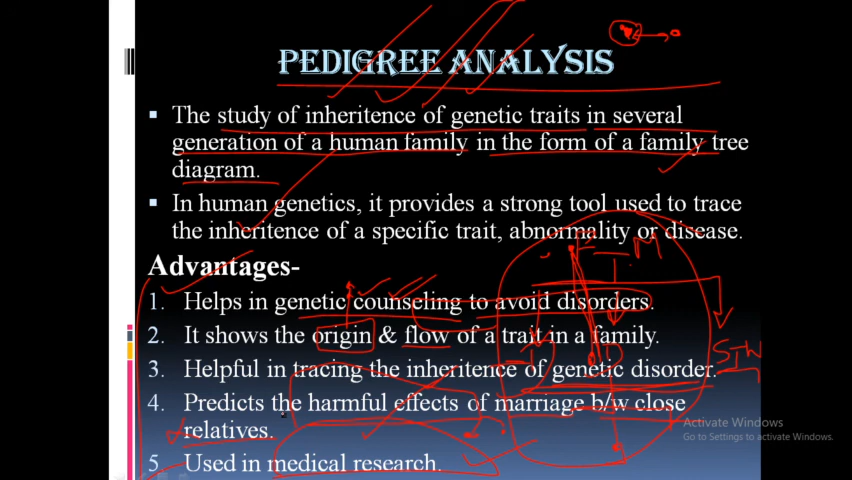 PEDIGREE ANALYSIS
▪ The study of inheritence of genetic traits in several
generation of a human family in the form of a family tree
diagram.
▪ In human genetics, it provides a strong tool used to trace
the inheritence of a specific trait, abnormality or disease.
Advantages-
1. Helps in genetic counseling to avoid disorders.
2. It shows the origin & flow of a trait in a family.
3. Helpful in tracing the inheritence of genetic disorder.
4. Predicts the harmful effects of marriage b/w close
relatives.
5. Used in medical research.
Activate Windows
Go to Settings to activate Windows.